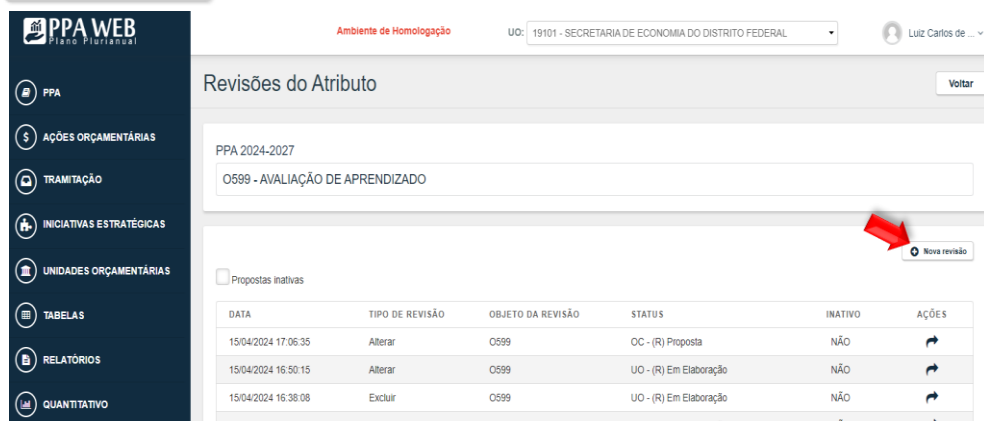 PPA WEB
Plano Plurianual
Ambiente de Homologação
UO: 19101 - SECRETARIA DE ECONOMIA DO DISTRITO FEDERAL
Luiz Carlos de ...
PPA
AÇÕES ORÇAMENTÁRIAS
TRAMITAÇÃO
INICIATIVAS ESTRATÉGICAS
UNIDADES ORÇAMENTÁRIAS
TABELAS
RELATÓRIOS
QUANTITATIVO
Revisões do Atributo
Voltar
PPA 2024-2027
O599 - AVALIAÇÃO DE APRENDIZADO
Nova revisão
Propostas inativas
DATA TIPO DE REVISÃO OBJETO DA REVISÃO STATUS INATIVO AÇÕES
15/04/2024 17:06:35 Alterar O599 OC - (R) Proposta NÃO
15/04/2024 16:50:15 Alterar O599 UO - (R) Em Elaboração NÃO
15/04/2024 16:38:08 Excluir O599 UO - (R) Em Elaboração NÃO